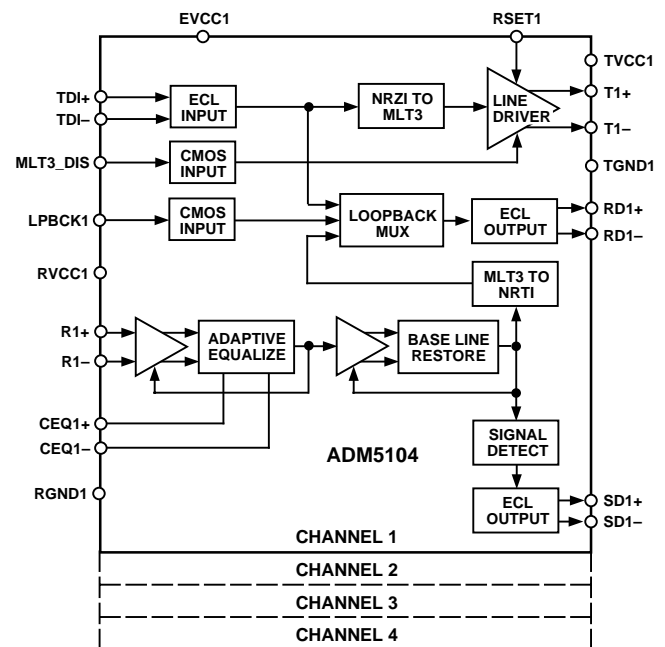 EVCC1
RSET1
TVCC1
TDI+
TDI–
ECL
INPUT
NRZI TO
MLT3
LINE
DRIVER
T1+
T1–
MLT3_DIS
CMOS
INPUT
TGND1
LPBCK1
CMOS
INPUT
LOOPBACK
MUX
ECL
OUTPUT
RD1+
RD1–
RVCC1
MLT3 TO
NRTI
R1+
R1–
ADAPTIVE
EQUALIZE
BASE LINE
RESTORE
CEQ1+
CEQ1–
SIGNAL
DETECT
ADM5104
RGND1
ECL
OUTPUT
SD1+
SD1–
CHANNEL 1
CHANNEL 2
CHANNEL 3
CHANNEL 4